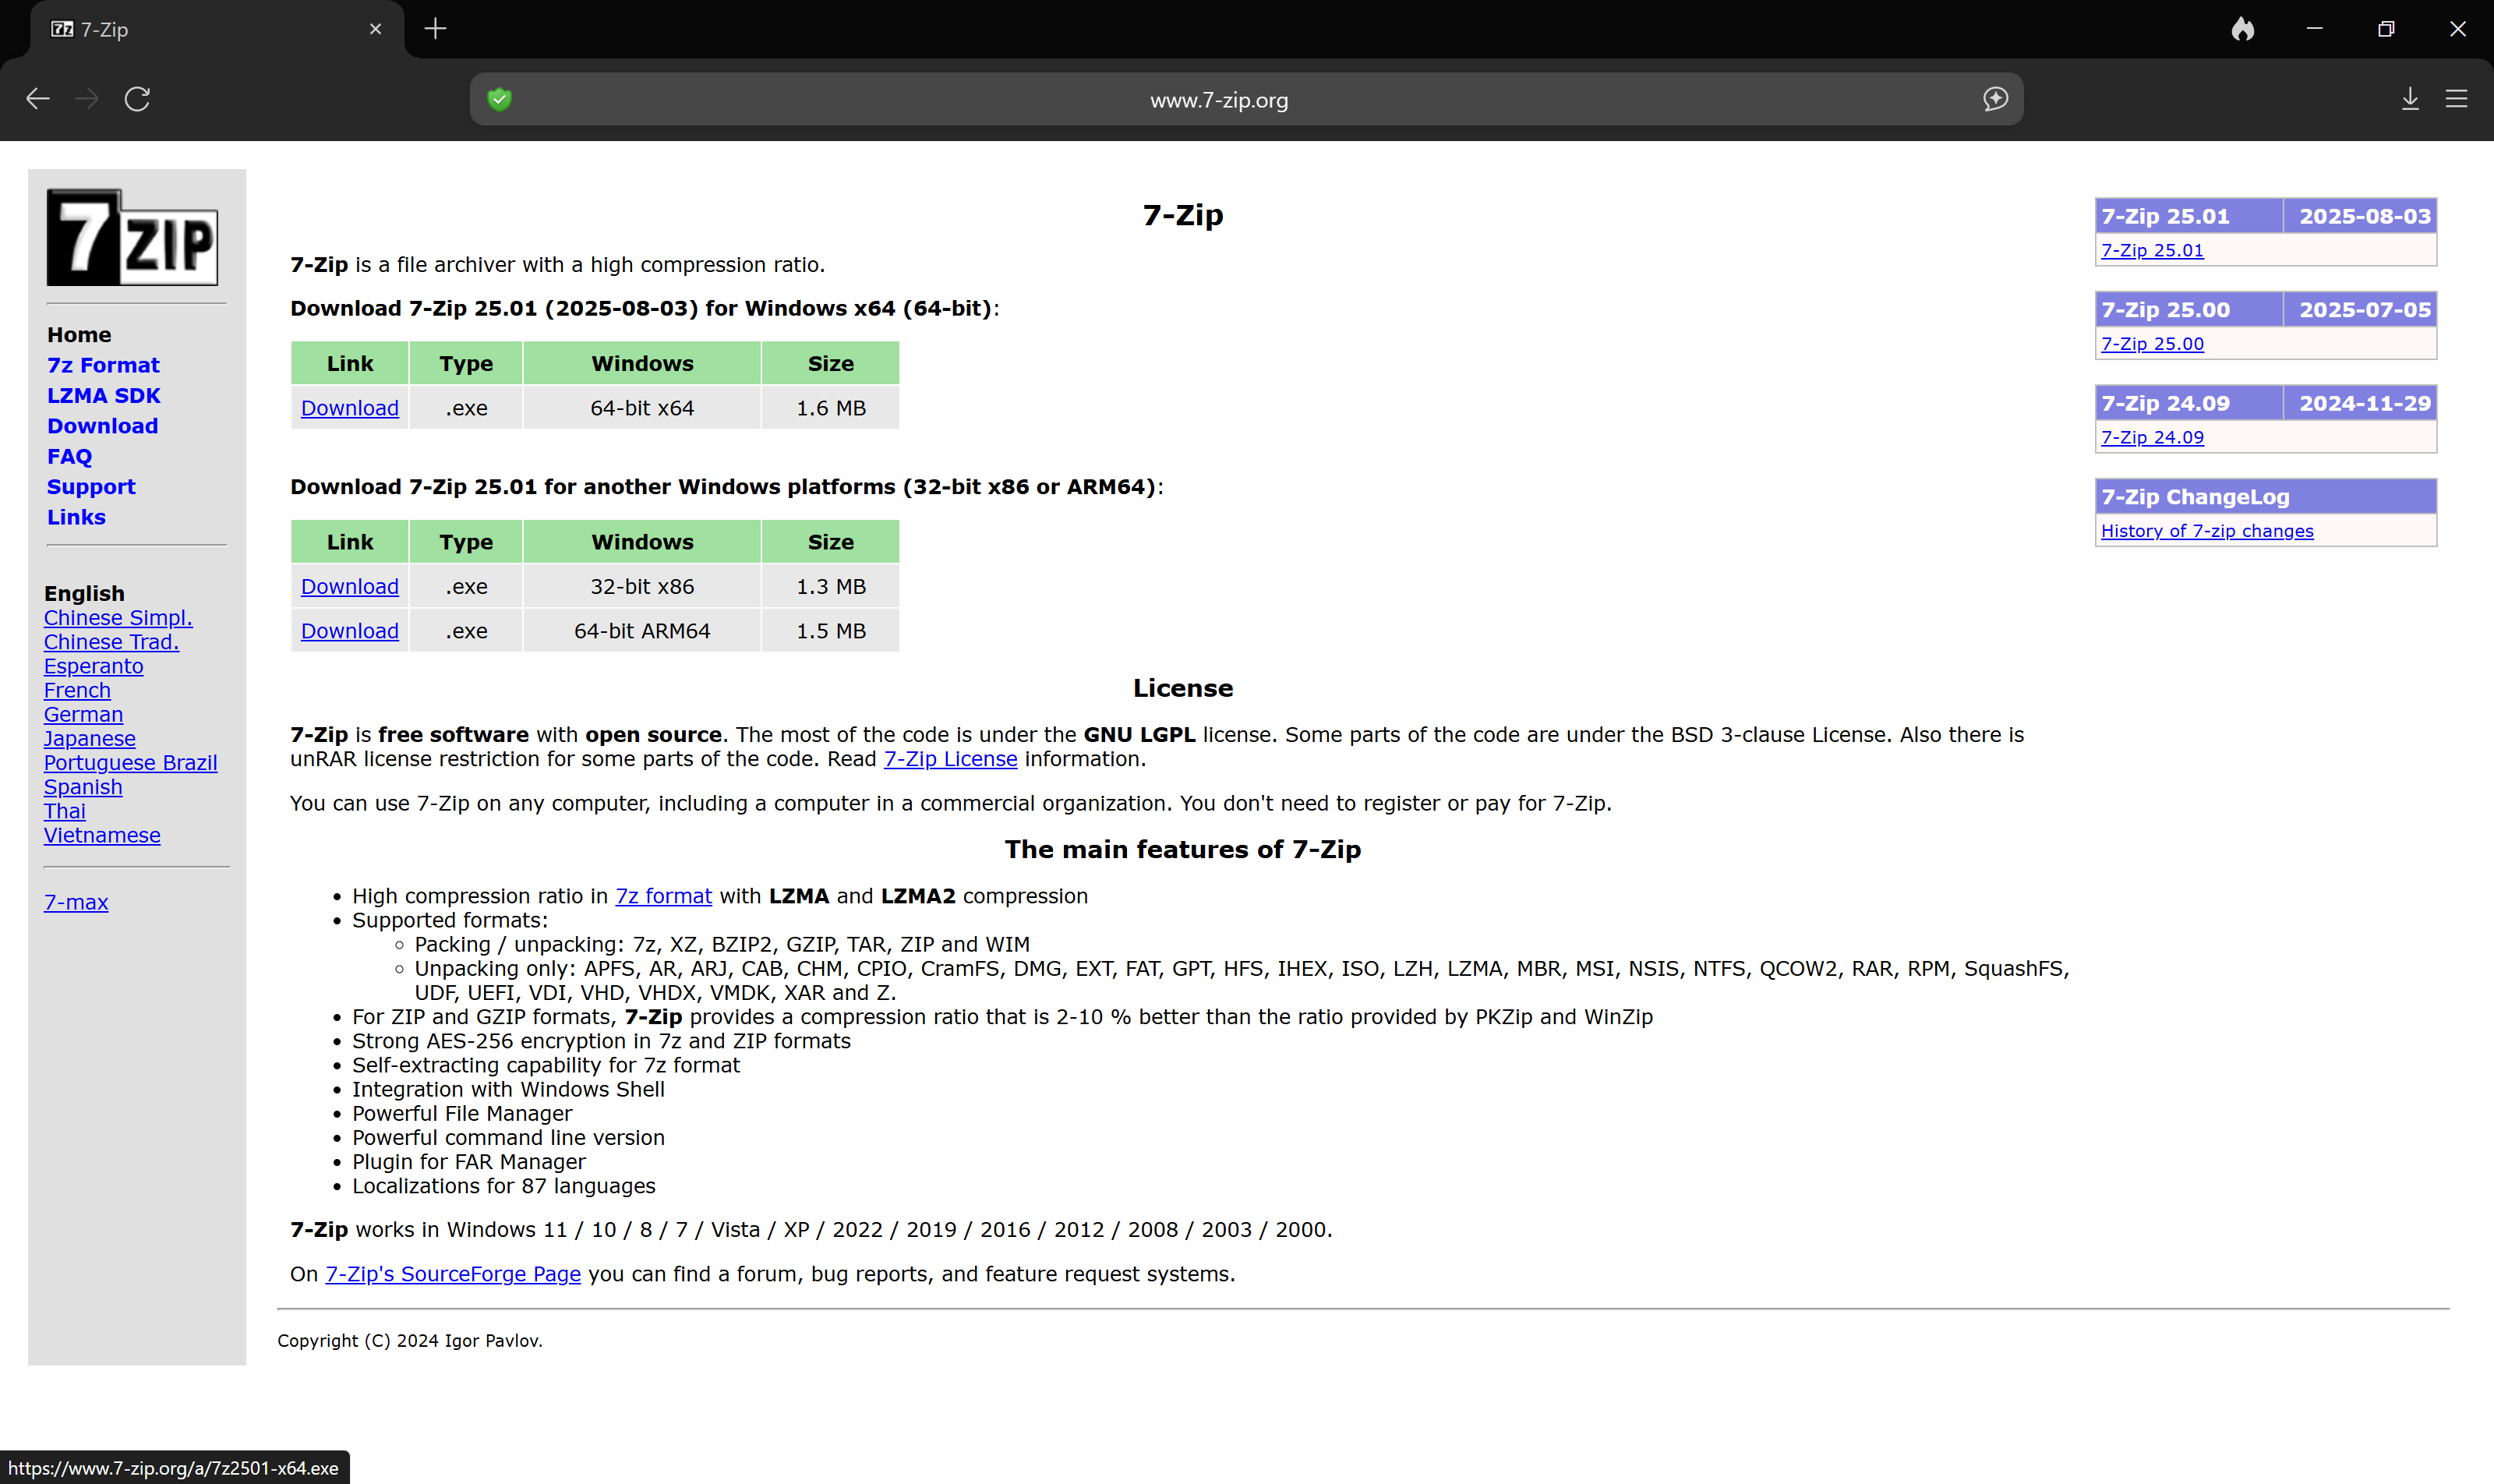 7-Zip
www.7-zip.org
7 ZIP
Home
7z Format
LZMA SDK
Download
FAQ
Support
Links
English
Chinese Simpl.
Chinese Trad.
Esperanto
French
German
Japanese
Portuguese Brazil
Spanish
Thai
Vietnamese
7-max
7-Zip
7-Zip is a file archiver with a high compression ratio.
Download 7-Zip 25.01 (2025-08-03) for Windows x64 (64-bit):
Link Type Windows Size
Download .exe 64-bit x64 1.6 MB
Download 7-Zip 25.01 for another Windows platforms (32-bit x86 or ARM64):
Link Type Windows Size
Download .exe 32-bit x86 1.3 MB
Download .exe 64-bit ARM64 1.5 MB
License
7-Zip is free software with open source. The most of the code is under the GNU LGPL license. Some parts of the code are under the BSD 3-clause License. Also there is
unRAR license restriction for some parts of the code. Read 7-Zip License information.
You can use 7-Zip on any computer, including a computer in a commercial organization. You don't need to register or pay for 7-Zip.
The main features of 7-Zip
• High compression ratio in 7z format with LZMA and LZMA2 compression
• Supported formats:
◦ Packing / unpacking: 7z, XZ, BZIP2, GZIP, TAR, ZIP and WIM
◦ Unpacking only: APFS, AR, ARJ, CAB, CHM, CPIO, CramFS, DMG, EXT, FAT, GPT, HFS, IHEX, ISO, LZH, LZMA, MBR, MSI, NSIS, NTFS, QCOW2, RAR, RPM, SquashFS,
UDF, UEFI, VDI, VHD, VHDX, VMDK, XAR and Z.
• For ZIP and GZIP formats, 7-Zip provides a compression ratio that is 2-10 % better than the ratio provided by PKZip and WinZip
• Strong AES-256 encryption in 7z and ZIP formats
• Self-extracting capability for 7z format
• Integration with Windows Shell
• Powerful File Manager
• Powerful command line version
• Plugin for FAR Manager
• Localizations for 87 languages
7-Zip works in Windows 11 / 10 / 8 / 7 / Vista / XP / 2022 / 2019 / 2016 / 2012 / 2008 / 2003 / 2000.
On 7-Zip's SourceForge Page you can find a forum, bug reports, and feature request systems.
Copyright (C) 2024 Igor Pavlov.
7-Zip 25.01 2025-08-03
7-Zip 25.01
7-Zip 25.00 2025-07-05
7-Zip 25.00
7-Zip 24.09 2024-11-29
7-Zip 24.09
7-Zip ChangeLog
History of 7-zip changes
https://www.7-zip.org/a/7z2501-x64.exe